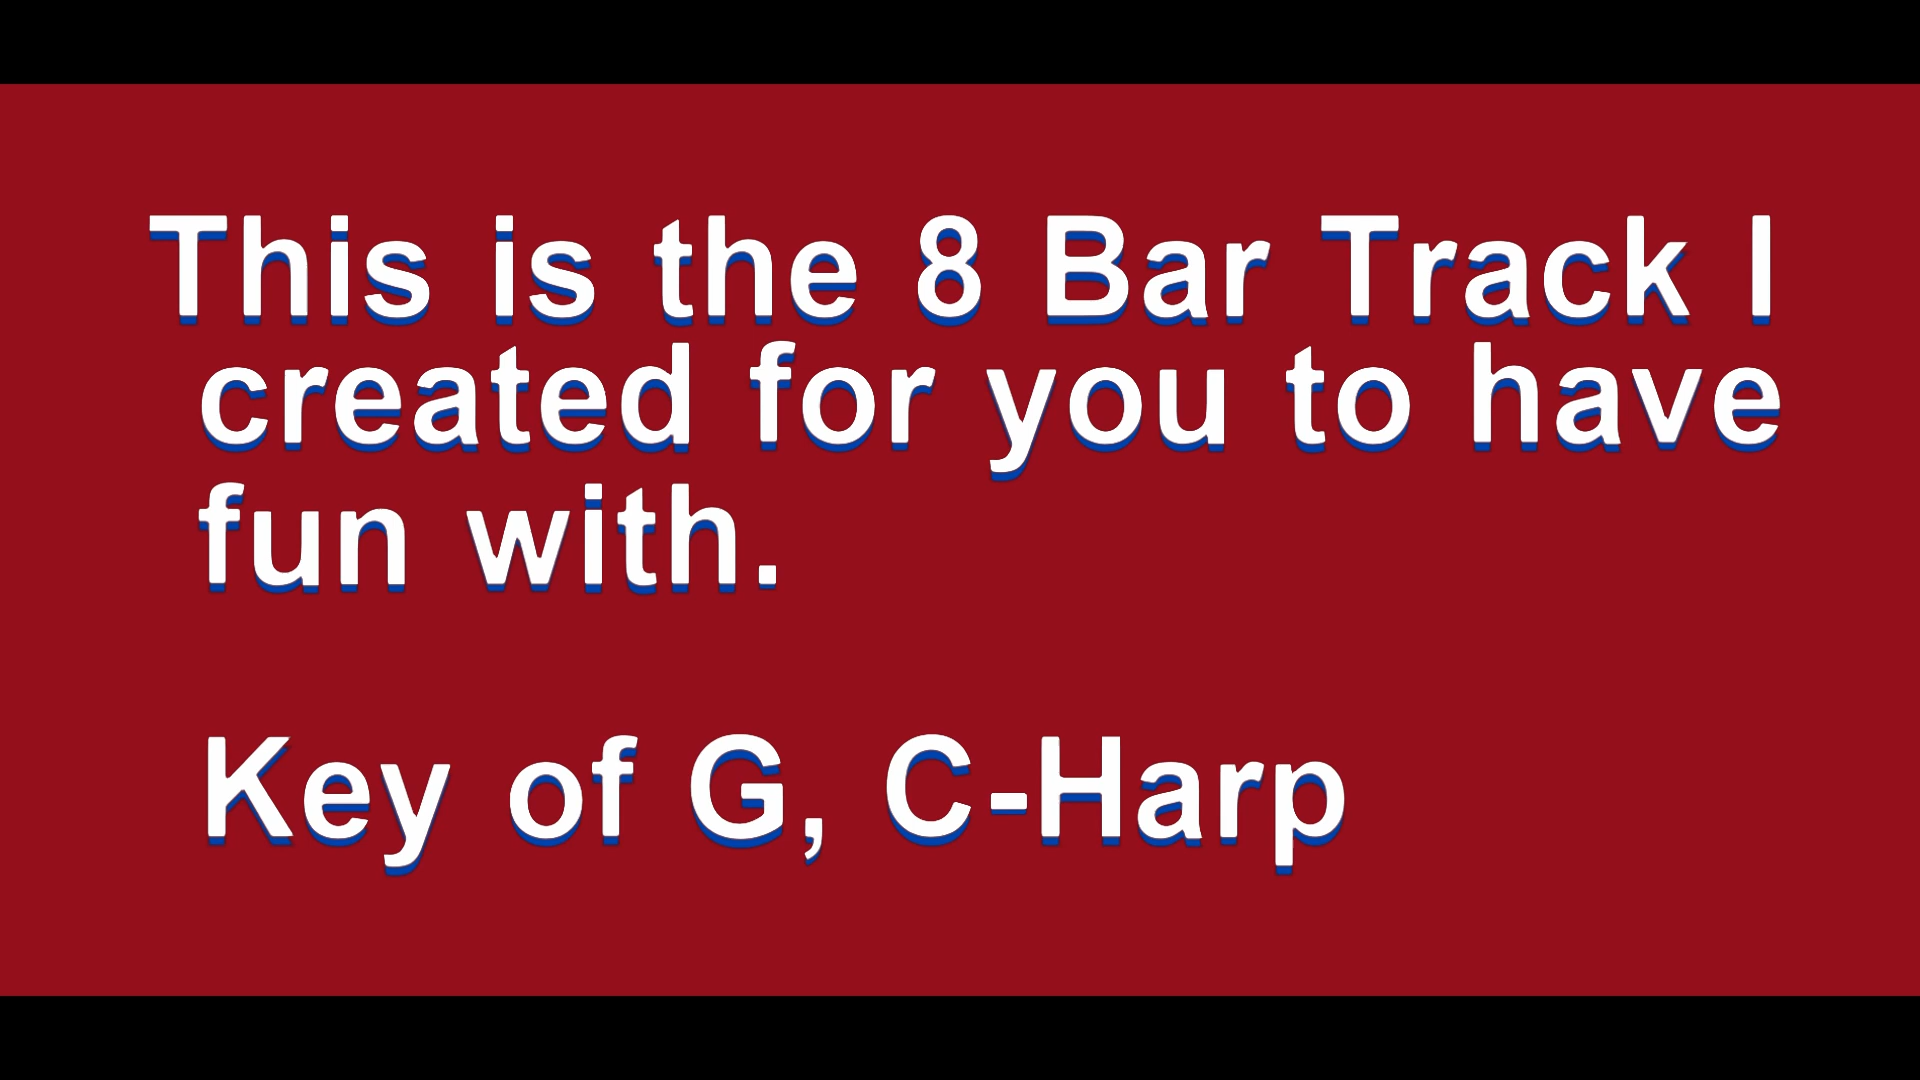 This is the 8 Bar Track I
created for you to have
fun with.
Key of G, C-Harp